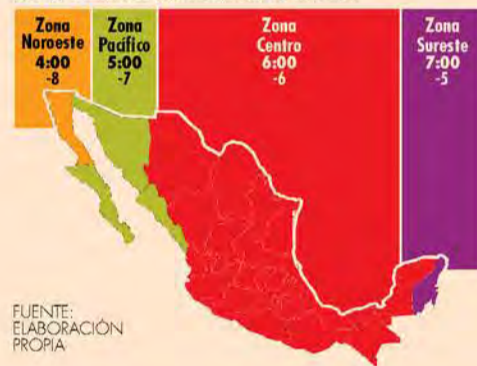 Zona
Noroeste
4:00
-8
Zona
Pacífico
5:00
-7
Zona
Centro
6:00
-6
Zona
Sureste
7:00
-5
FUENTE:
ELABORACIÓN
PROPIA